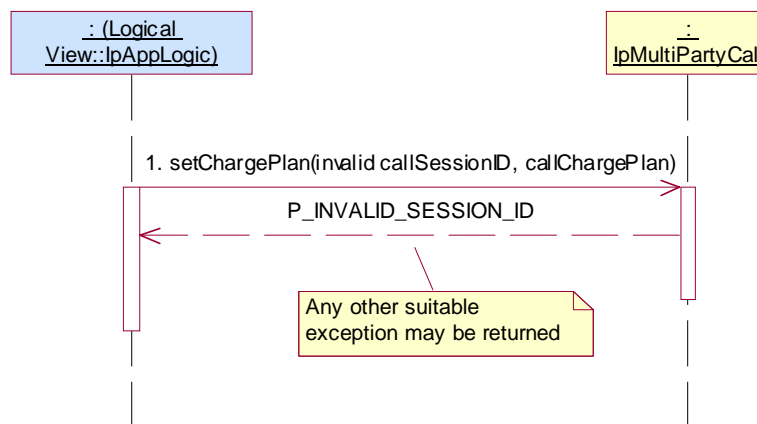 : (Logical
View::IpAppLogic)
:
IpMultiPartyCal
1. setChargePlan(invalid callSessionID, callChargePlan)
P_INVALID_SESSION_ID
Any other suitable
exception may be returned